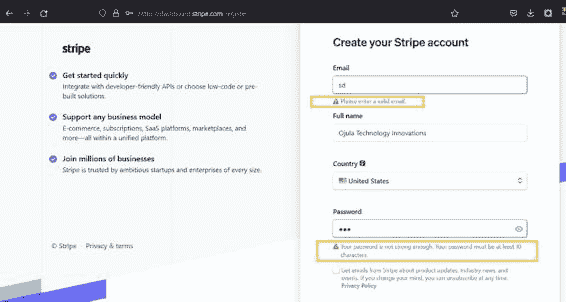 stripe
Get started quickly
Integrate with developer-friendly APIs or choose low-code or pre-
built solutions.
Support any business model
E-commerce, subscriptions, SaaS platforms, marketplaces, and
more—all within a unified platform.
Join millions of businesses
Stripe is trusted by ambitious startups and enterprises of every size.
© Stripe · Privacy & terms
Create your Stripe account
Email
sd
Please enter a valid email.
Full name
Ojula Technology Innovations
Country
United States
Password
Your password is not strong enough. Your password must be at least 10
characters.
Get emails from Stripe about product updates, industry news, and
events. If you change your mind, you can unsubscribe at any time.
Privacy Policy